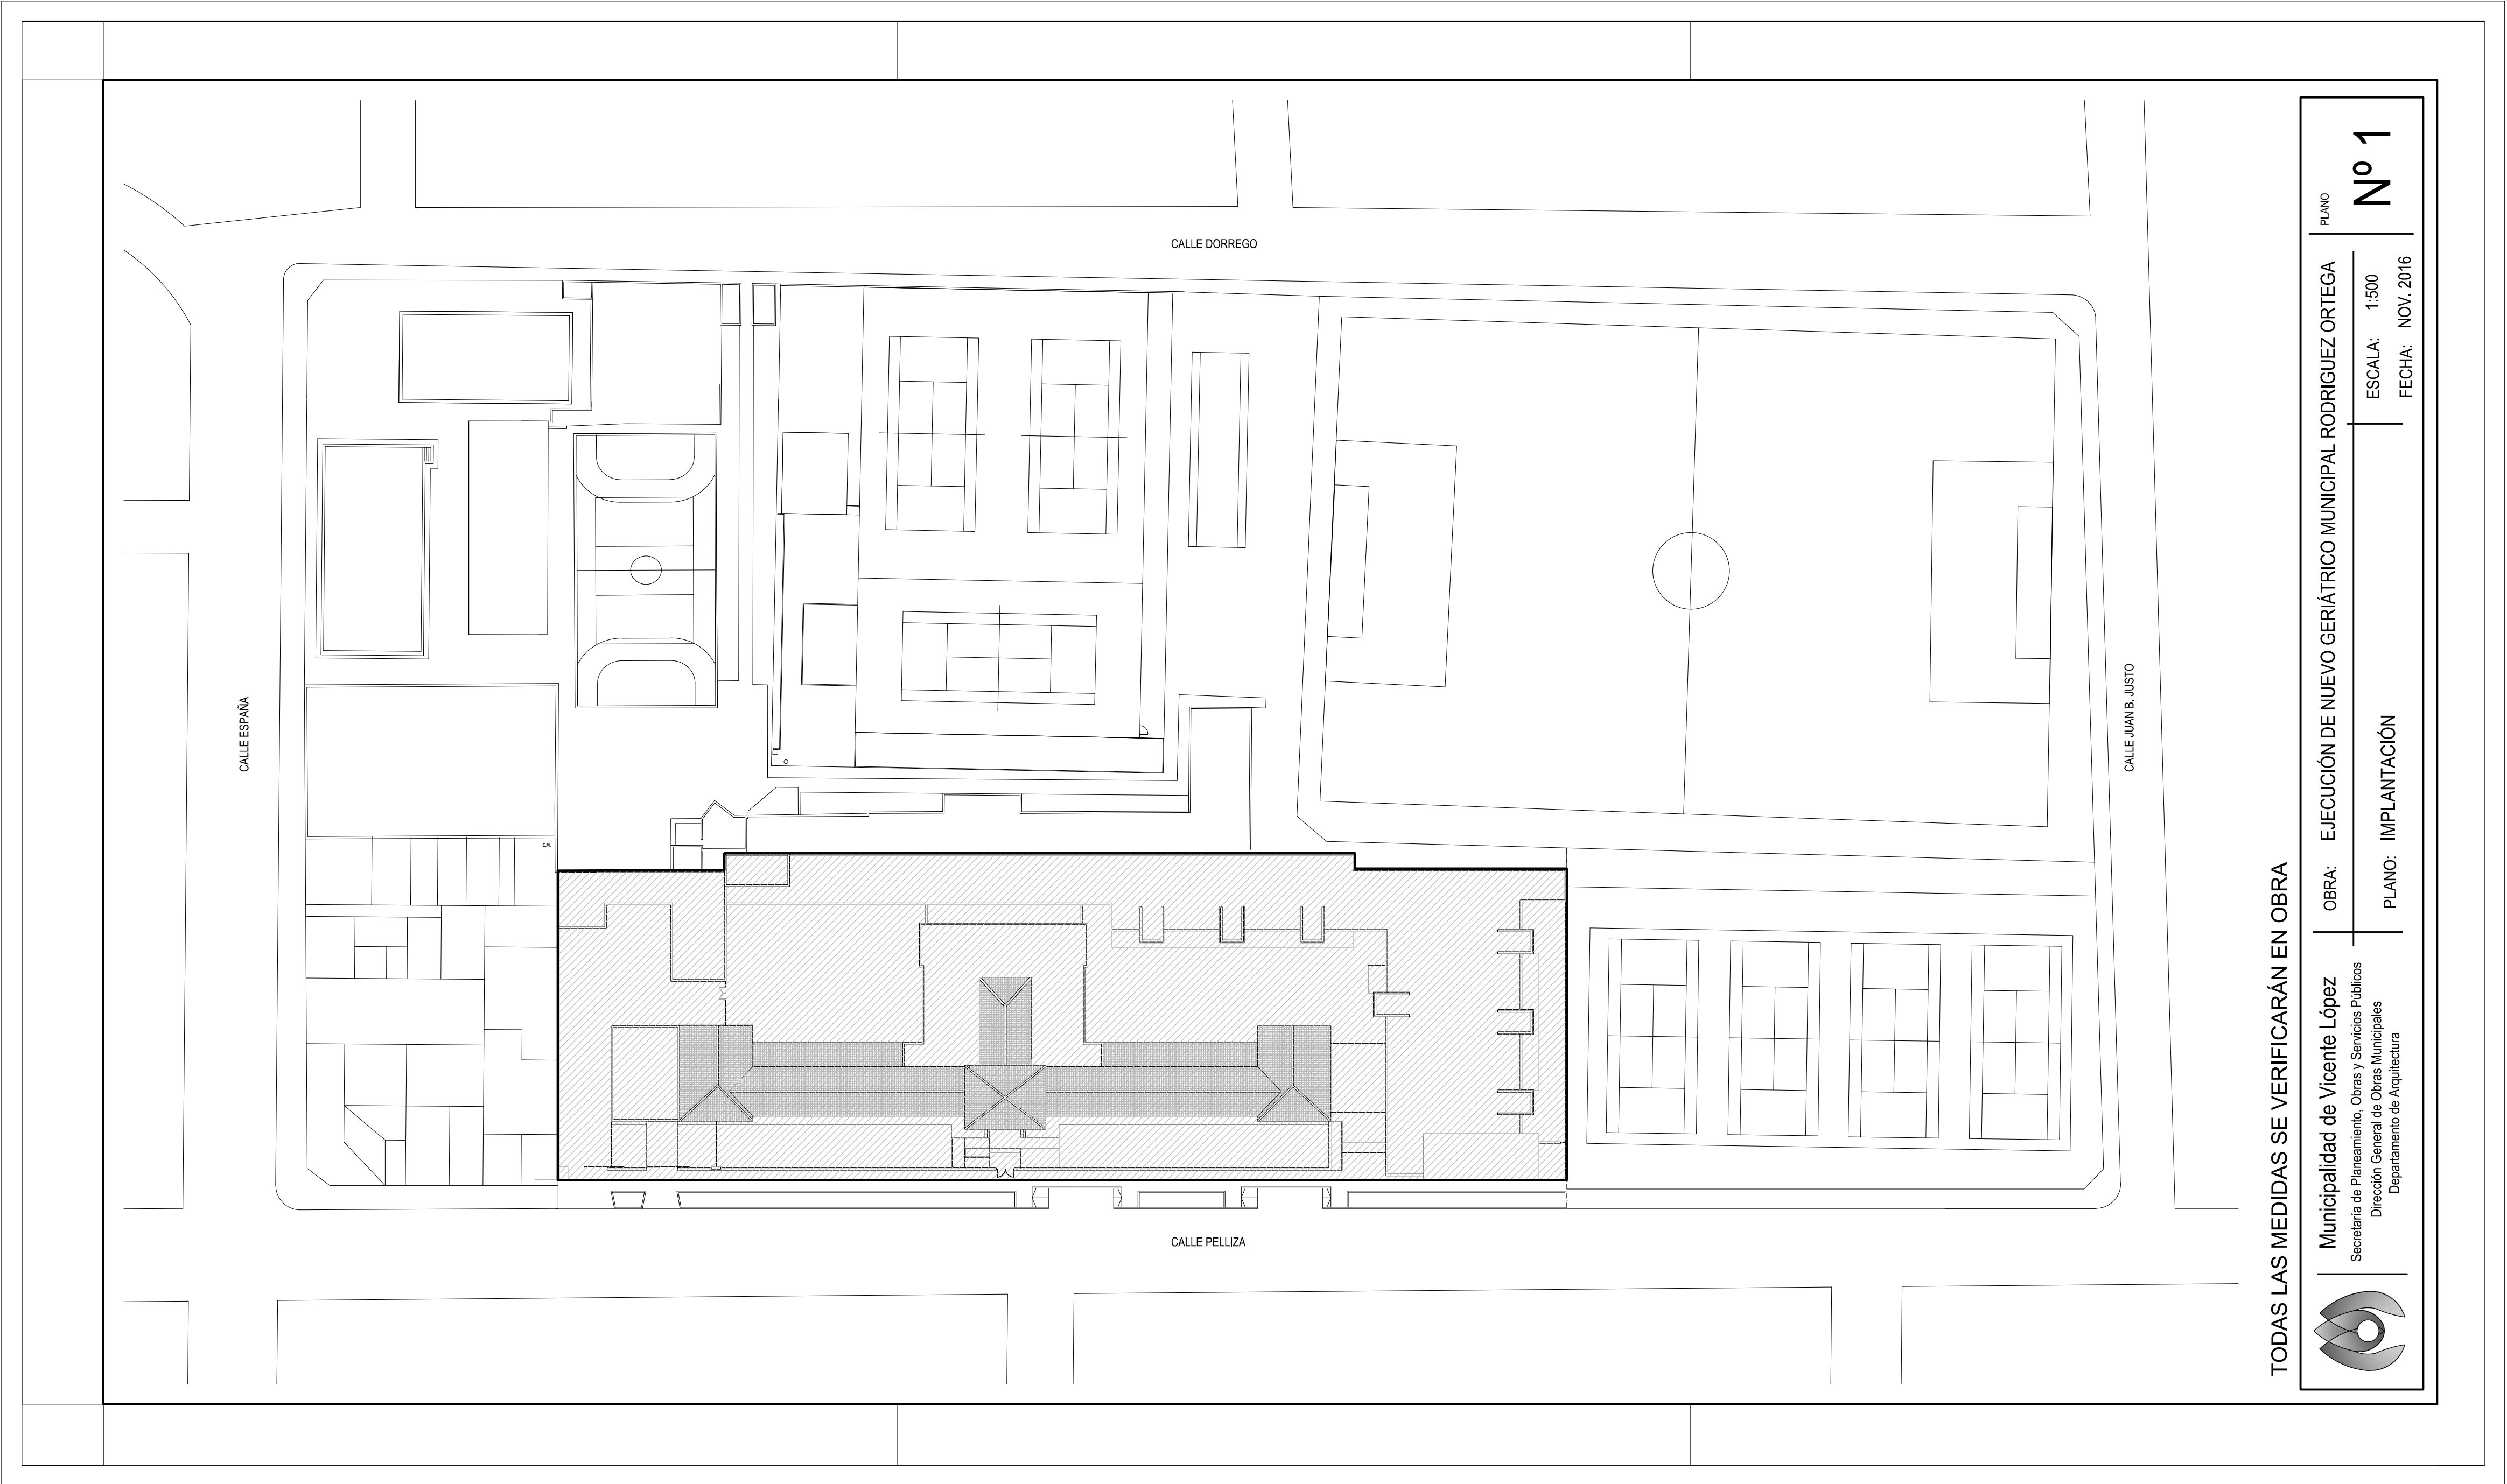 CALLE DORREGO
CALLE ESPAÑA
CALLE JUAN B. JUSTO
E.M.
CALLE PELLIZA
TODAS LAS MEDIDAS SE VERIFICARÁN EN OBRA
Municipalidad de Vicente López
Secretaría de Planeamiento, Obras y Servicios Públicos
Dirección General de Obras Municipales
Departamento de Arquitectura
OBRA: EJECUCIÓN DE NUEVO GERIÁTRICO MUNICIPAL RODRIGUEZ ORTEGA
PLANO: IMPLANTACIÓN
ESCALA: 1:500
FECHA: NOV. 2016
PLANO
Nº 1